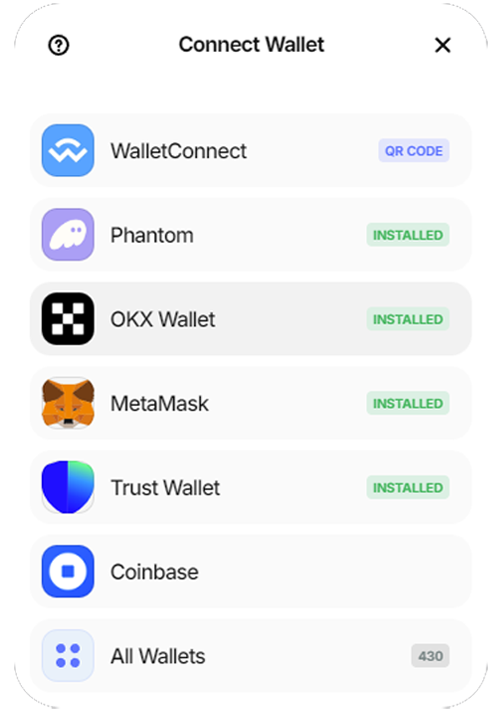 Connect Wallet
WalletConnect QR CODE
Phantom INSTALLED
OKX Wallet INSTALLED
MetaMask INSTALLED
Trust Wallet INSTALLED
Coinbase
All Wallets 430